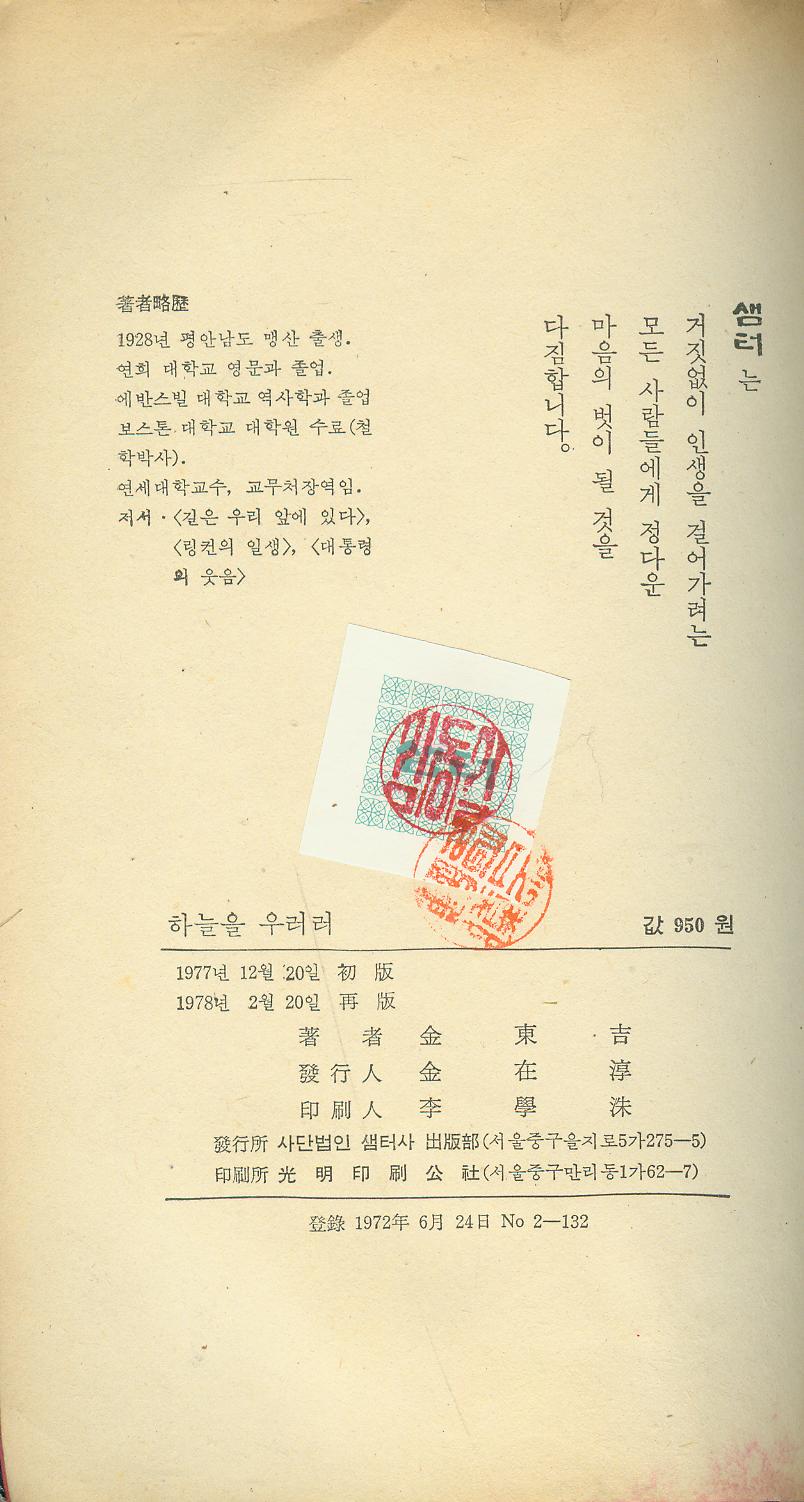 샘터는
거짓없이 인생을 걸어가려는
모든 사람들에게 정다운
마음의 벗이 될 것을
다짐합니다.
著者略歷
1928년 평안남도 맹산 출생.
연희 대학교 영문과 졸업.
에반스빌 대학교 역사학과 졸업
보스톤 대학교 대학원 수료(철
학박사).
연세대학교수, 교무처장역임.
저서·〈길은 우리 앞에 있다〉,
〈링컨의 일생〉, 〈대통령
의 웃음〉
하늘을 우러러 값 950 원
1977년 12월 20일 初 版
1978년 2월 20일 再 版
著 者 金 東 吉
發行人 金 在 淳
印刷人 李 學 洙
發行所 사단법인 샘터사 出版部(서울중구을지로5가275—5)
印刷所 光 明 印 刷 公 社(서울중구만리동1가62—7)
登錄 1972年 6月 24日 No 2—132